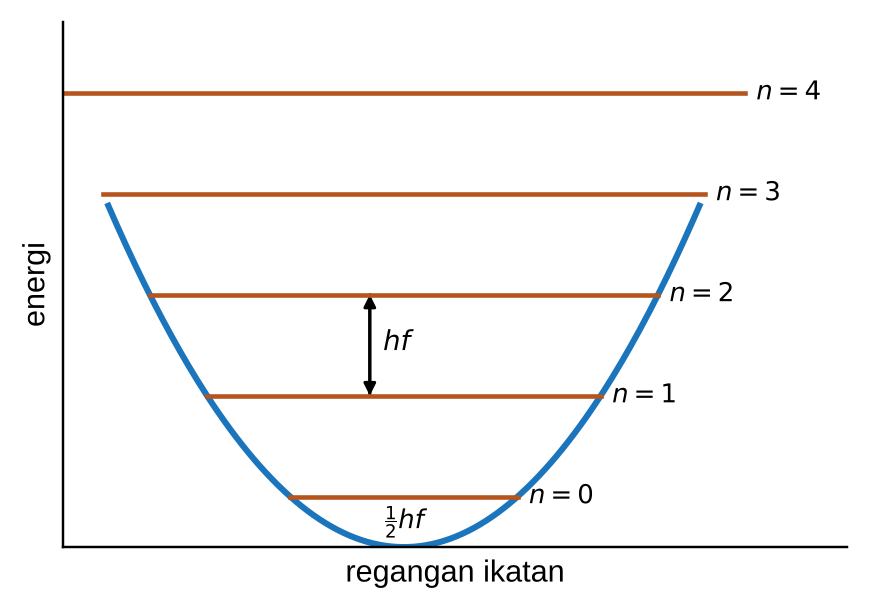 n = 4
n = 3
n = 2
hf
n = 1
n = 0
½hf
energi
regangan ikatan